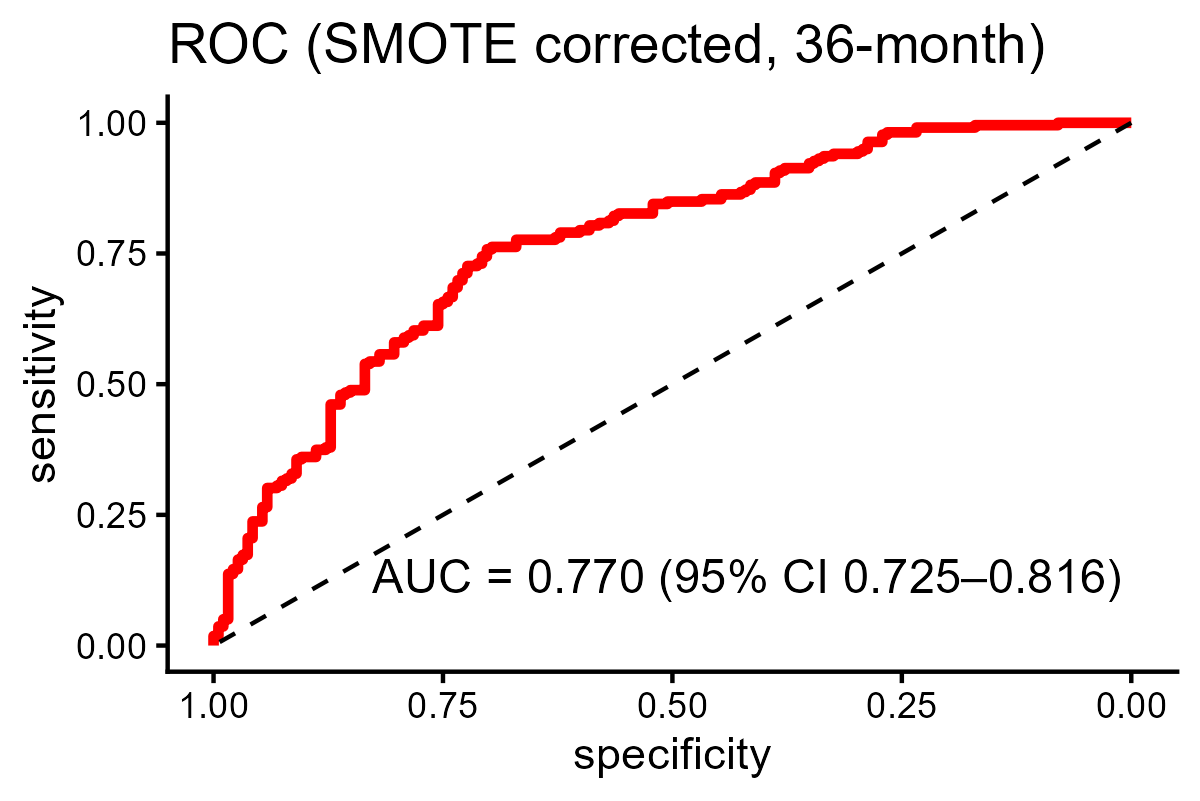 ROC (SMOTE corrected, 36-month)
1.00
0.75
0.50
0.25
0.00
sensitivity
AUC = 0.770 (95% CI 0.725–0.816)
1.00 0.75 0.50 0.25 0.00
specificity